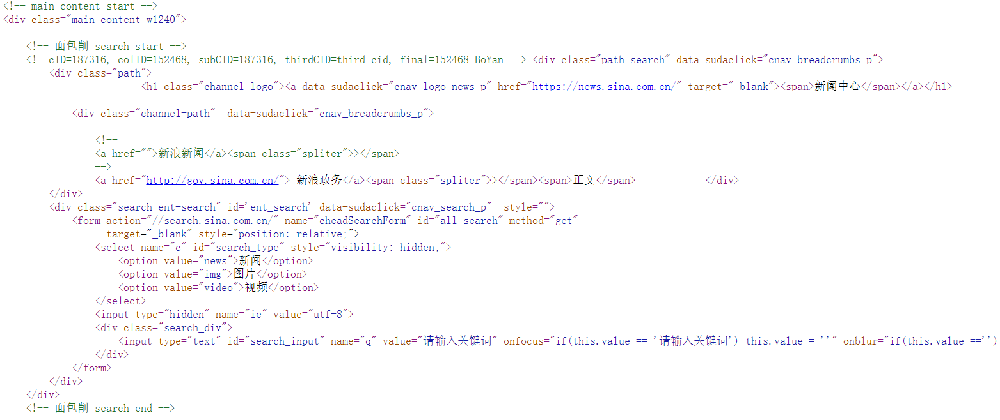 <!-- main content start -->
<div class="main-content w1240">
<!-- 面包削 search start -->
<!--cID=187316, colID=152468, subCID=187316, thirdCID=third_cid, final=152468 BoYan --> <div class="path-search" data-sudaclick="cnav_breadcrumbs_p">
<div class="path">
<h1 class="channel-logo"><a data-sudaclick="cnav_logo_news_p" href="https://news.sina.com.cn/" target="_blank"><span>新闻中心</span></a></h1>
<div class="channel-path" data-sudaclick="cnav_breadcrumbs_p">
<!--
<a href="">新浪新闻</a><span class="spliter">></span>
-->
<a href="http://gov.sina.com.cn/"> 新浪政务</a><span class="spliter">></span><span>正文</span> </div>
</div>
<div class="search ent-search" id='ent_search' data-sudaclick="cnav_search_p" style="">
<form action="//search.sina.com.cn/" name="cheadSearchForm" id="all_search" method="get"
target="_blank" style="position: relative;">
<select name="c" id="search_type" style="visibility: hidden;">
<option value="news">新闻</option>
<option value="img">图片</option>
<option value="video">视频</option>
</select>
<input type="hidden" name="ie" value="utf-8">
<div class="search_div">
<input type="text" id="search_input" name="q" value="请输入关键词" onfocus="if(this.value == '请输入关键词') this.value = ''" onblur="if(this.value =='')
</div>
</form>
</div>
</div>
<!-- 面包削 search end -->